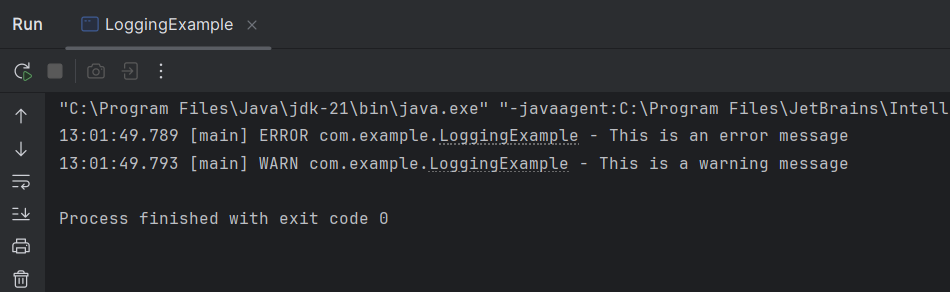 Run LoggingExample
"C:\Program Files\Java\jdk-21\bin\java.exe" "-javaagent:C:\Program Files\JetBrains\Intell
13:01:49.789 [main] ERROR com.example.LoggingExample - This is an error message
13:01:49.793 [main] WARN com.example.LoggingExample - This is a warning message
Process finished with exit code 0